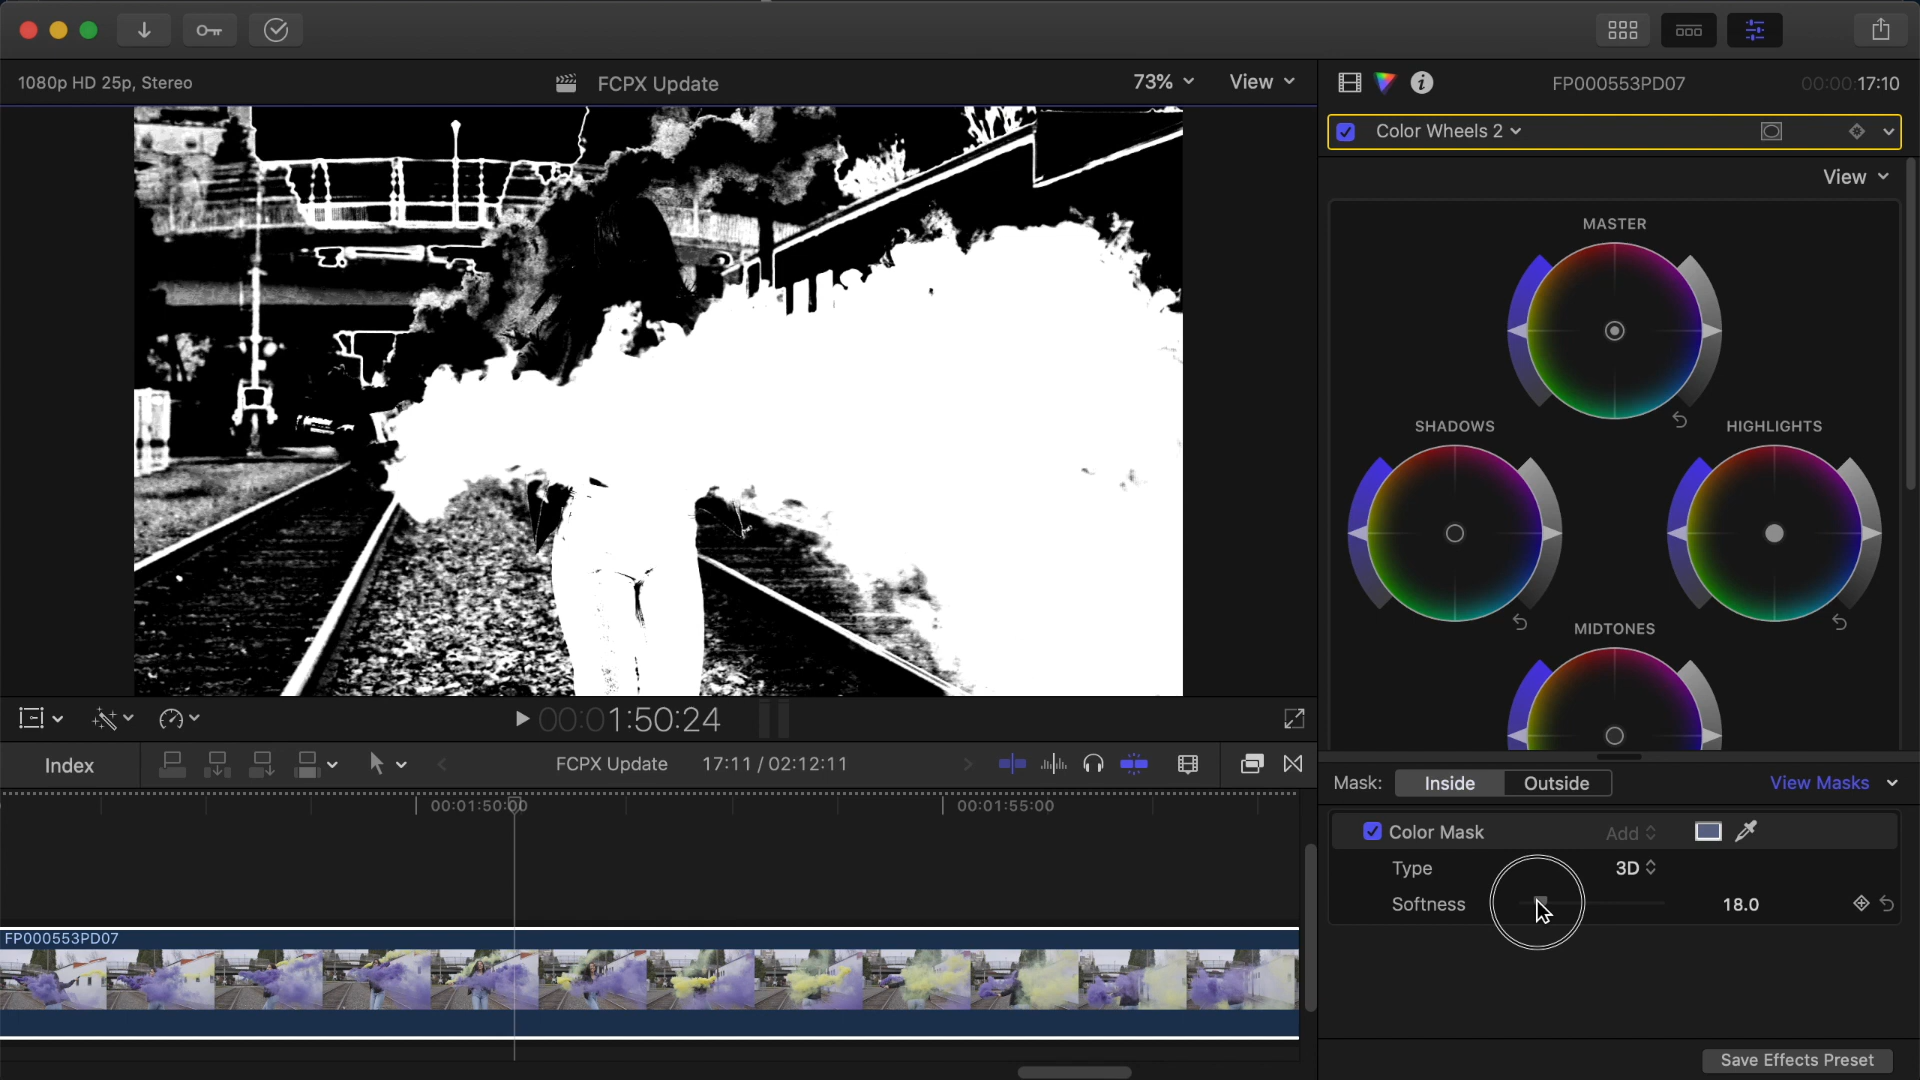 1080p HD 25p, Stereo
FCPX Update
73%
View
FP000553PD07
00:00:17:10
Color Wheels 2
View
MASTER
SHADOWS
HIGHLIGHTS
MIDTONES
00:01:50:24
Index
FCPX Update
17:11 / 02:12:11
Mask:
Inside
Outside
View Masks
00:01:50:00
00:01:55:00
Color Mask
Add
Type
3D
Softness
18.0
FP000553PD07
Save Effects Preset